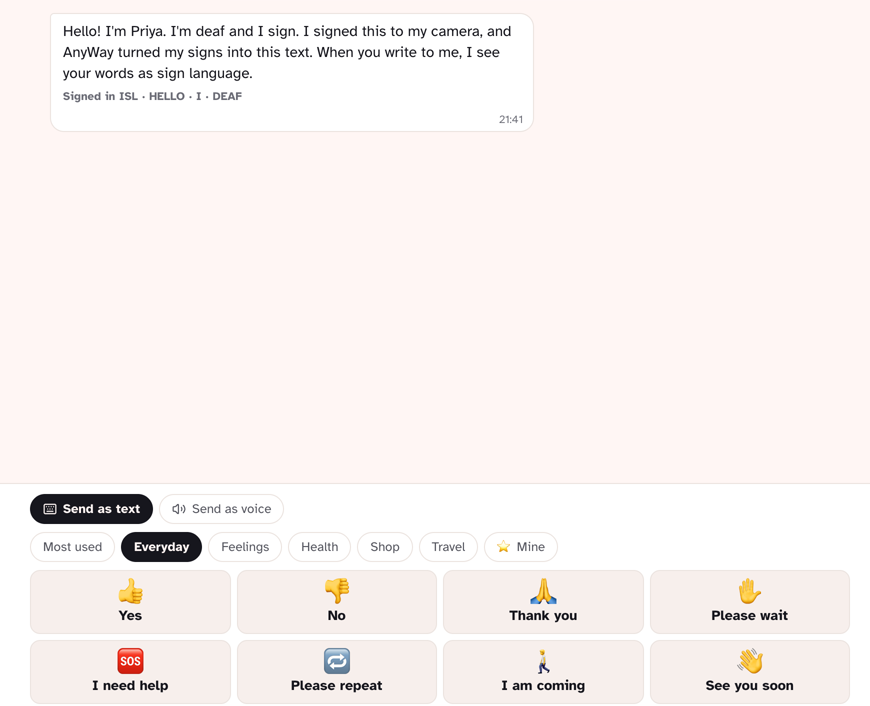 Hello! I'm Priya. I'm deaf and I sign. I signed this to my camera, and
AnyWay turned my signs into this text. When you write to me, I see
your words as sign language.
Signed in ISL · HELLO · I · DEAF
21:41
Send as text
Send as voice
Most used
Everyday
Feelings
Health
Shop
Travel
Mine
Yes
No
Thank you
Please wait
SOS
I need help
Please repeat
I am coming
See you soon